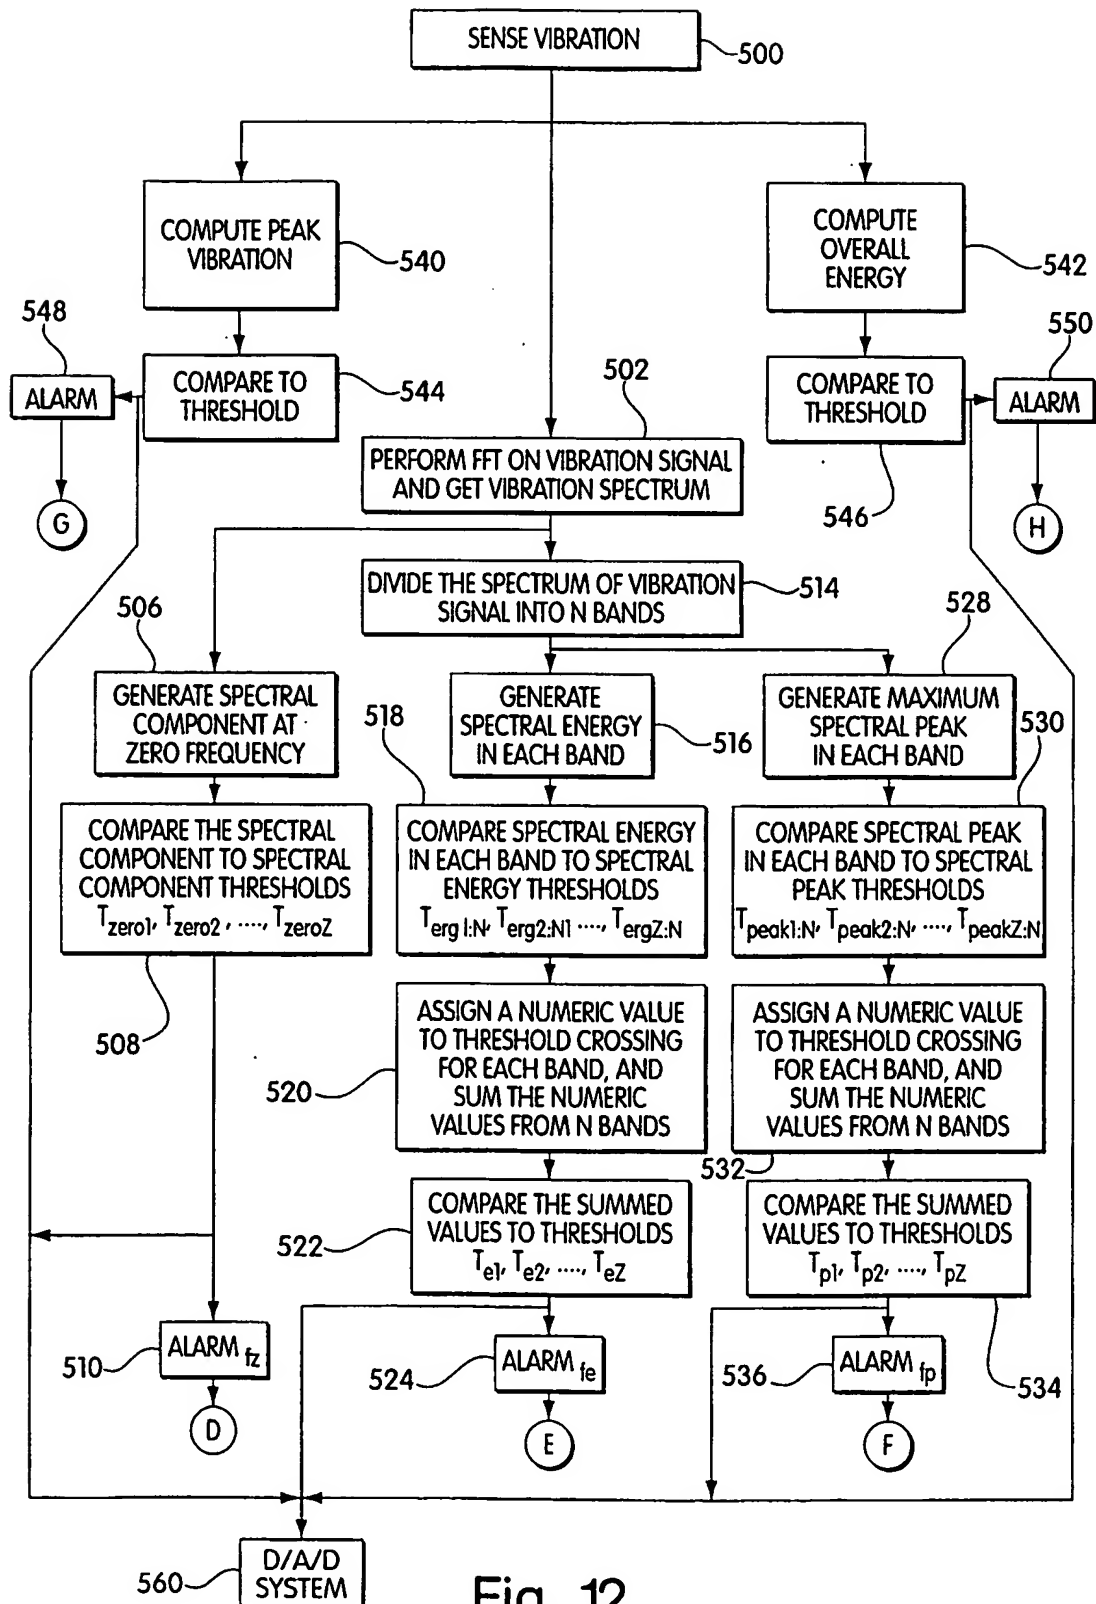 SENSE VIBRATION
500
COMPUTE PEAK
VIBRATION
540
COMPUTE
OVERALL
ENERGY
542
548
ALARM
COMPARE TO
THRESHOLD
544
G
502
PERFORM FFT ON VIBRATION SIGNAL
AND GET VIBRATION SPECTRUM
COMPARE TO
THRESHOLD
546
550
ALARM
H
DIVIDE THE SPECTRUM OF VIBRATION
SIGNAL INTO N BANDS
514
506
GENERATE SPECTRAL
COMPONENT AT
ZERO FREQUENCY
GENERATE
SPECTRAL ENERGY
IN EACH BAND
516
528
GENERATE MAXIMUM
SPECTRAL PEAK
IN EACH BAND
COMPARE THE SPECTRAL
COMPONENT TO SPECTRAL
COMPONENT THRESHOLDS
Tzero1, Tzero2, ...., TzeroZ
508
518
COMPARE SPECTRAL ENERGY
IN EACH BAND TO SPECTRAL
ENERGY THRESHOLDS
Terg1:N, Terg2:N1 ...., TergZ:N
530
COMPARE SPECTRAL PEAK
IN EACH BAND TO SPECTRAL
PEAK THRESHOLDS
Tpeak1:N, Tpeak2:N, ...., TpeakZ:N
ASSIGN A NUMERIC VALUE
TO THRESHOLD CROSSING
FOR EACH BAND, AND
SUM THE NUMERIC
VALUES FROM N BANDS
520
ASSIGN A NUMERIC VALUE
TO THRESHOLD CROSSING
FOR EACH BAND, AND
SUM THE NUMERIC
VALUES FROM N BANDS
532
COMPARE THE SUMMED
VALUES TO THRESHOLDS
Te1, Te2, ...., TeZ
522
COMPARE THE SUMMED
VALUES TO THRESHOLDS
Tp1, Tp2, ...., TpZ
534
ALARM fz
510
D
ALARM fe
524
E
ALARM fp
536
F
D/A/D
SYSTEM
560
Fig. 12